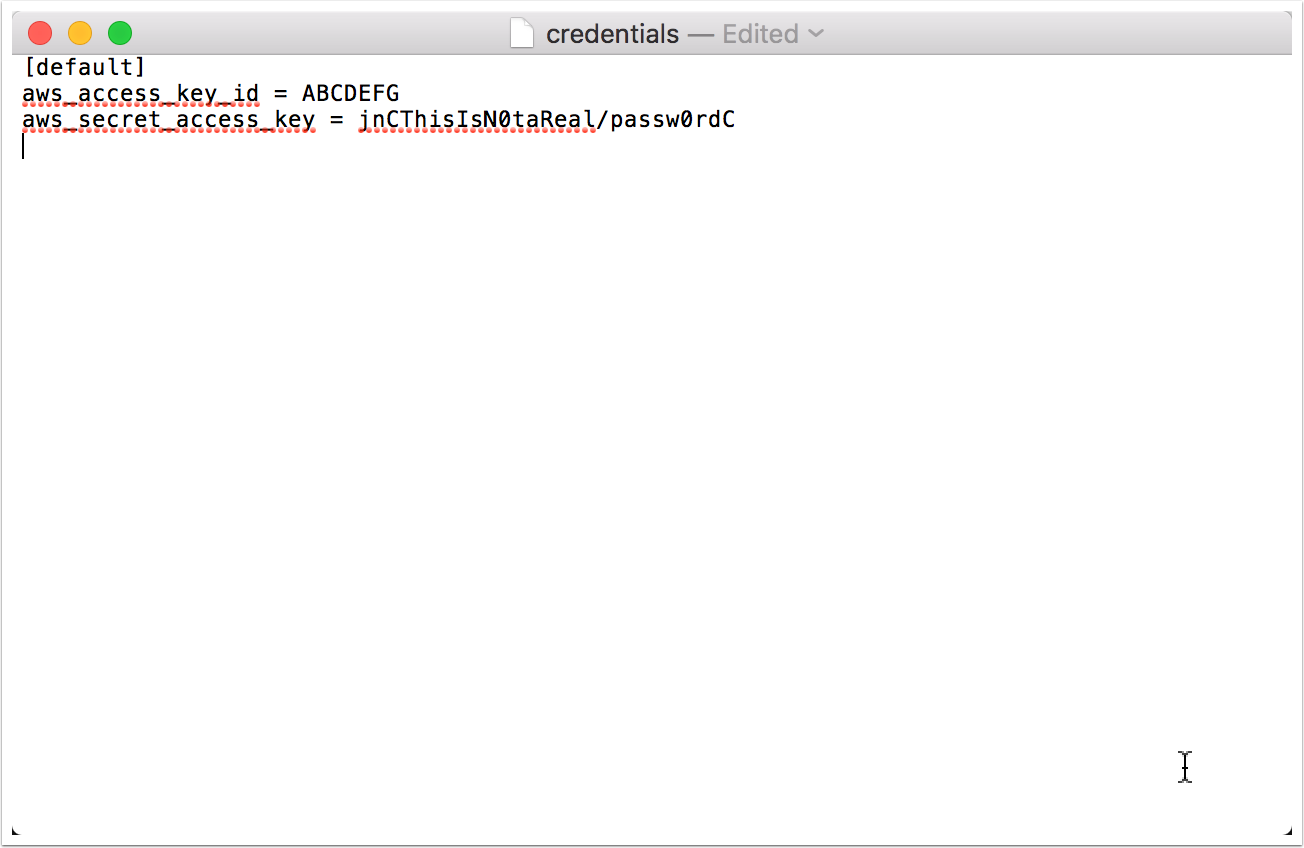 credentials — Edited
[default]
aws_access_key_id = ABCDEFG
aws_secret_access_key = jnCThisIsN0taReal/passw0rdC